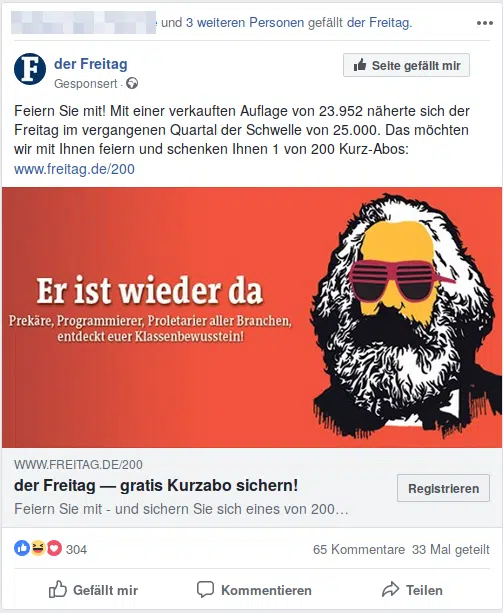 und 3 weiteren Personen gefällt der Freitag.
F
der Freitag
Gesponsert ·
Seite gefällt mir
Feiern Sie mit! Mit einer verkauften Auflage von 23.952 näherte sich der
Freitag im vergangenen Quartal der Schwelle von 25.000. Das möchten
wir mit Ihnen feiern und schenken Ihnen 1 von 200 Kurz-Abos:
www.freitag.de/200
Er ist wieder da
Prekäre, Programmierer, Proletarier aller Branchen,
entdeckt euer Klassenbewusstein!
WWW.FREITAG.DE/200
der Freitag — gratis Kurzabo sichern!
Feiern Sie mit - und sichern Sie sich eines von 200…
Registrieren
304
65 Kommentare 33 Mal geteilt
Gefällt mir
Kommentieren
Teilen